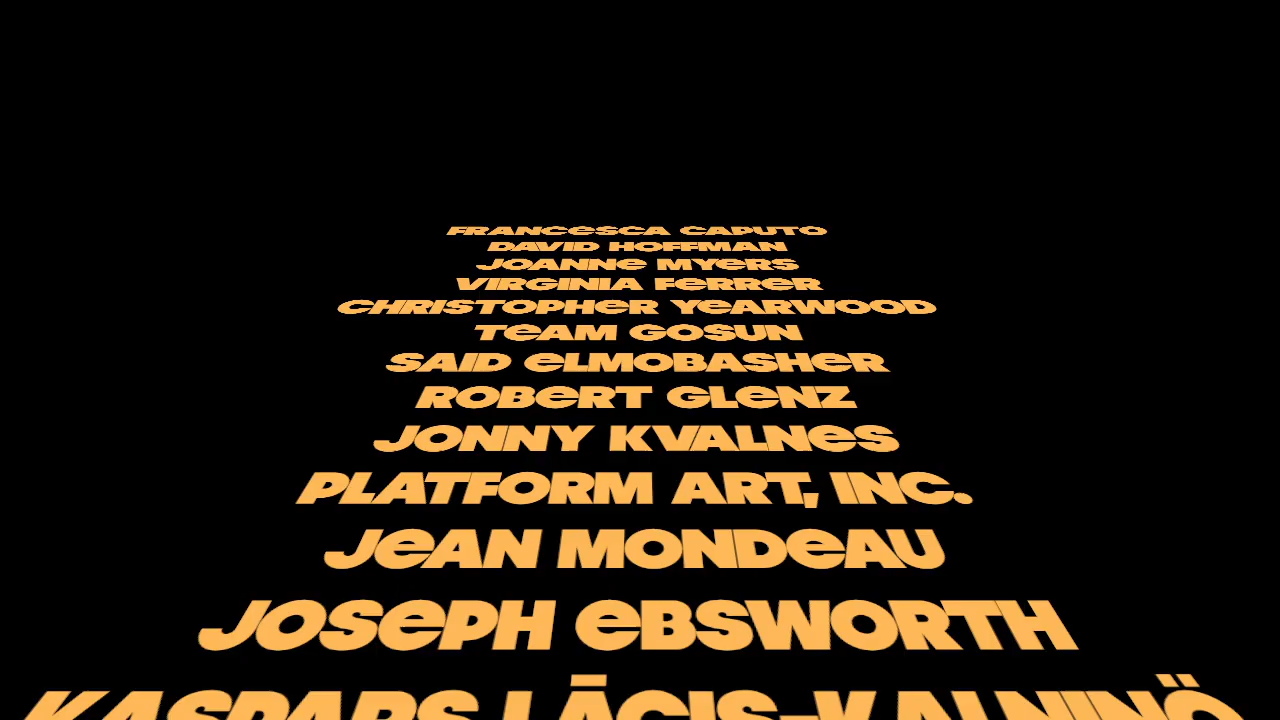 FRANCESCA CAPUTO
DAVID HOFFMAN
JOANNE MYERS
VIRGINIA FERRER
CHRISTOPHER YEARWOOD
TEAM GOSUN
SAID ELMOBASHER
ROBERT GLENZ
JONNY KVALNES
PLATFORM ART, INC.
JEAN MONDEAU
JOSEPH EBSWORTH
KASPARS